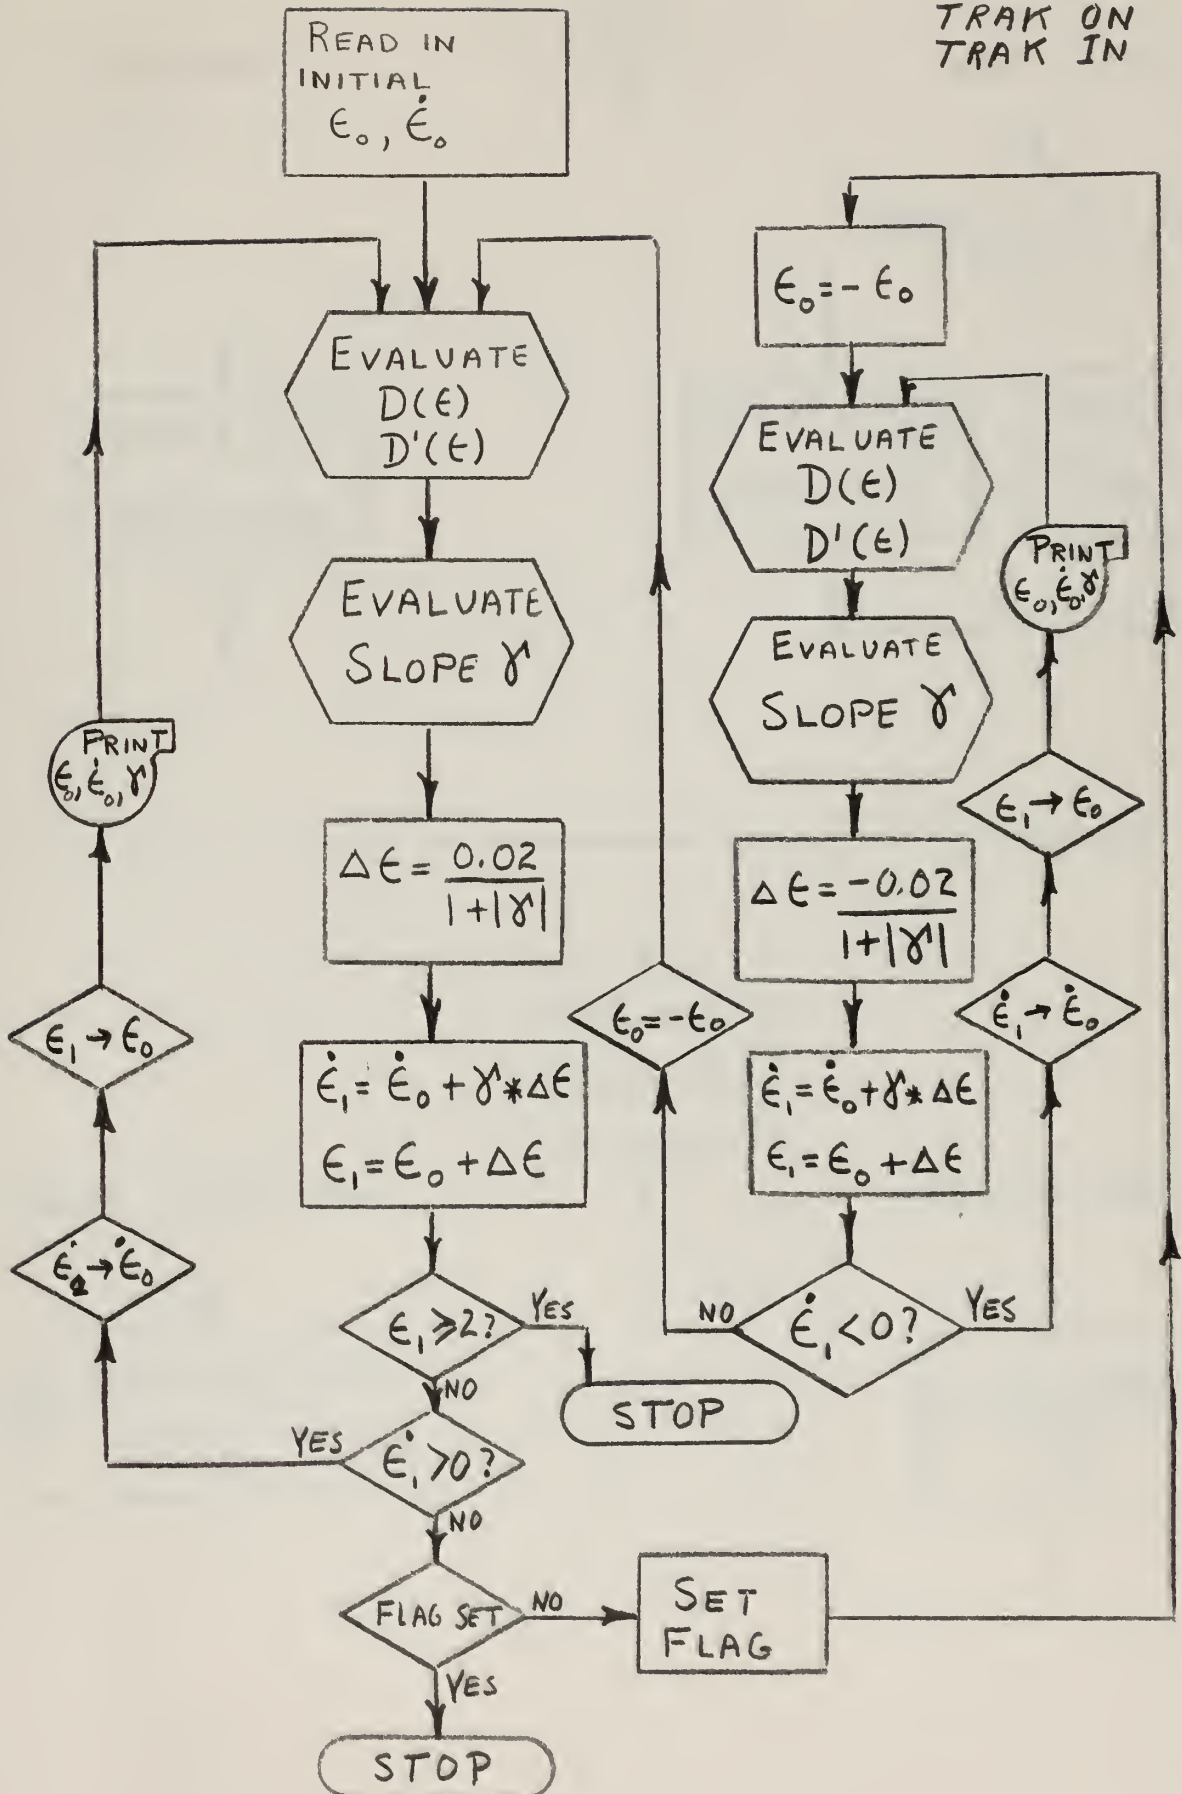 TRAK ON
TRAK IN
READ IN
INITIAL
ϵ₀, ϵ̇₀
EVALUATE
D(ϵ)
D'(ϵ)
EVALUATE
SLOPE γ
Δϵ = 0.02
1+|γ|
ϵ̇₁ = ϵ̇₀ + γ * Δϵ
ϵ₁ = ϵ₀ + Δϵ
ϵ₁ ≥ 2?
YES
STOP
NO
ϵ̇₁ > 0?
YES
NO
FLAG SET
NO
SET
FLAG
YES
STOP
→ ϵ̇₀
ϵ₁ → ϵ₀
PRINT
ϵ₀, ϵ̇₀, γ
ϵ₀ = - ϵ₀
EVALUATE
D(ϵ)
D'(ϵ)
EVALUATE
SLOPE γ
Δϵ = -0.02
1+|γ|
ϵ̇₁ = ϵ̇₀ + γ * Δϵ
ϵ₁ = ϵ₀ + Δϵ
ϵ̇₁ < 0?
NO
YES
ϵ₀ = -ϵ₀
ϵ̇₁ → ϵ̇₀
ϵ₁ → ϵ₀
PRINT
ϵ₀, ϵ̇₀, γ